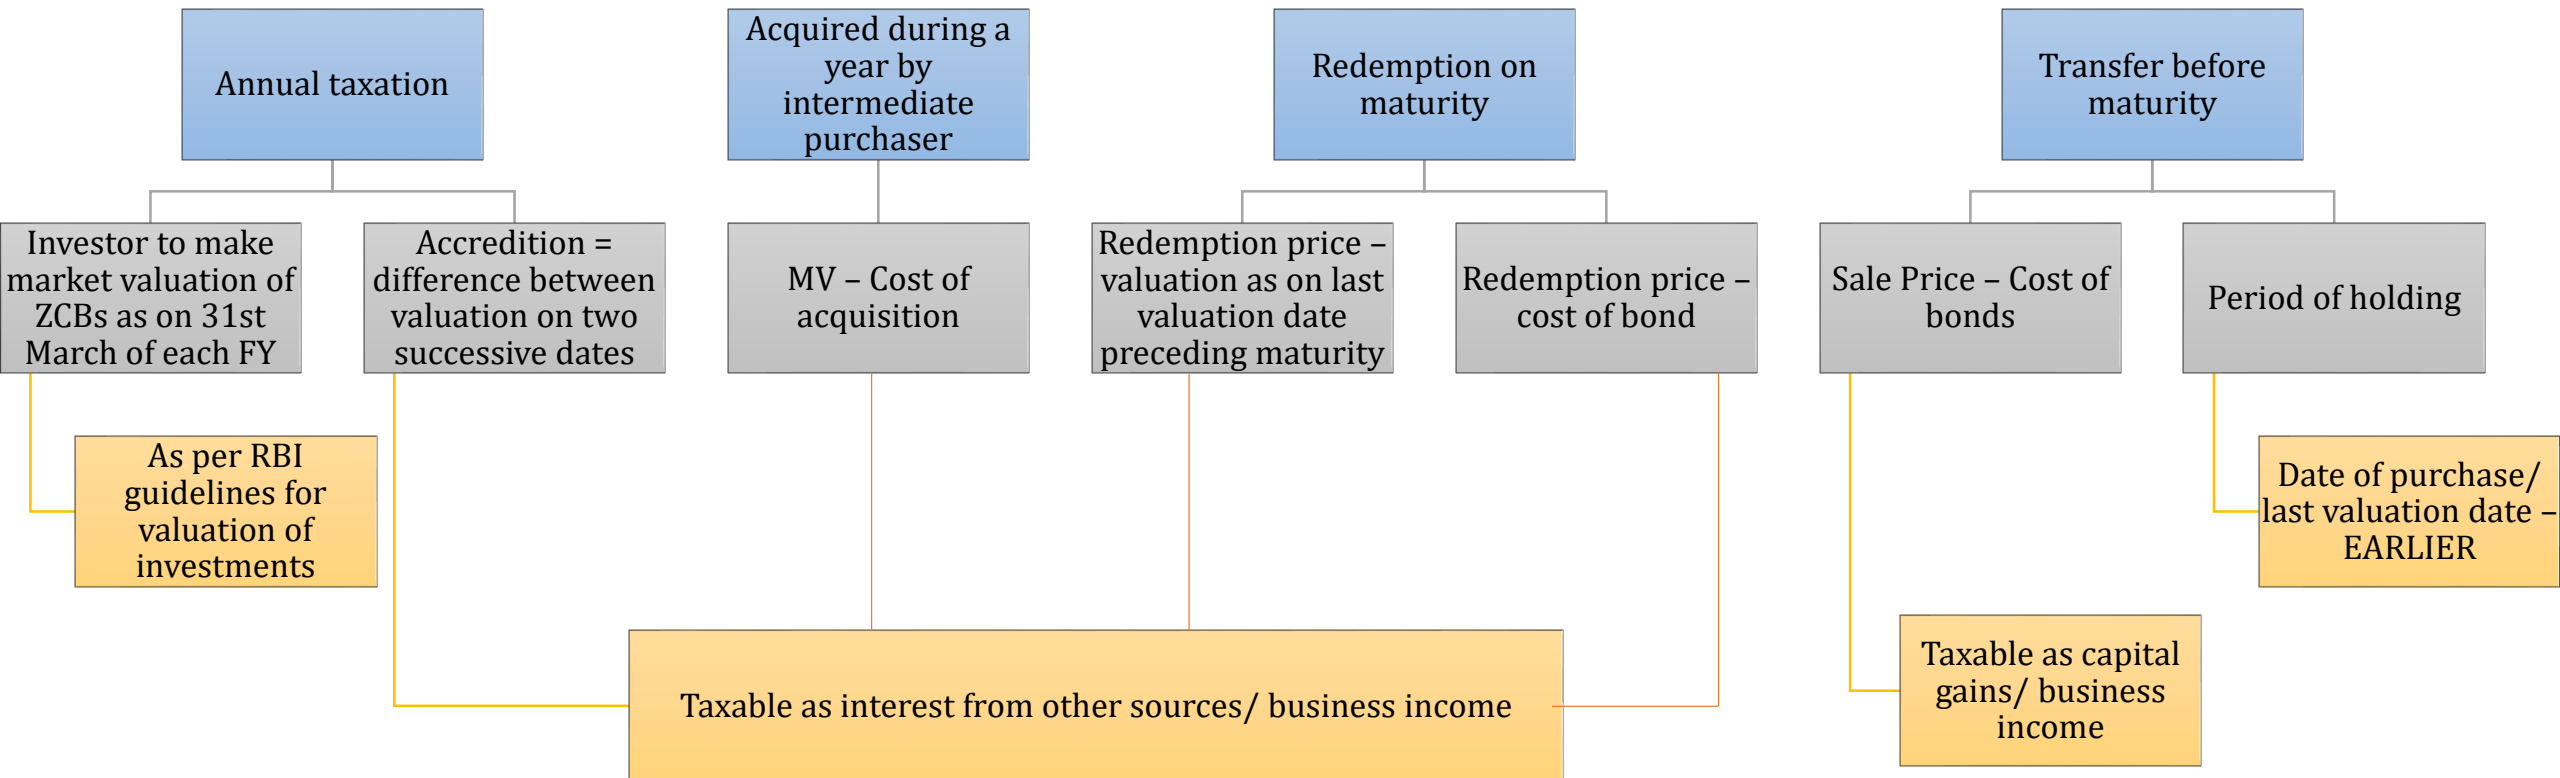 Annual taxation
Acquired during a
year by
intermediate
purchaser
Redemption on
maturity
Transfer before
maturity
Investor to make
market valuation of
ZCBs as on 31st
March of each FY
Accredition =
difference between
valuation on two
successive dates
MV – Cost of
acquisition
Redemption price –
valuation as on last
valuation date
preceding maturity
Redemption price –
cost of bond
Sale Price – Cost of
bonds
Period of holding
As per RBI
guidelines for
valuation of
investments
Date of purchase/
last valuation date –
EARLIER
Taxable as interest from other sources/ business income
Taxable as capital
gains/ business
income